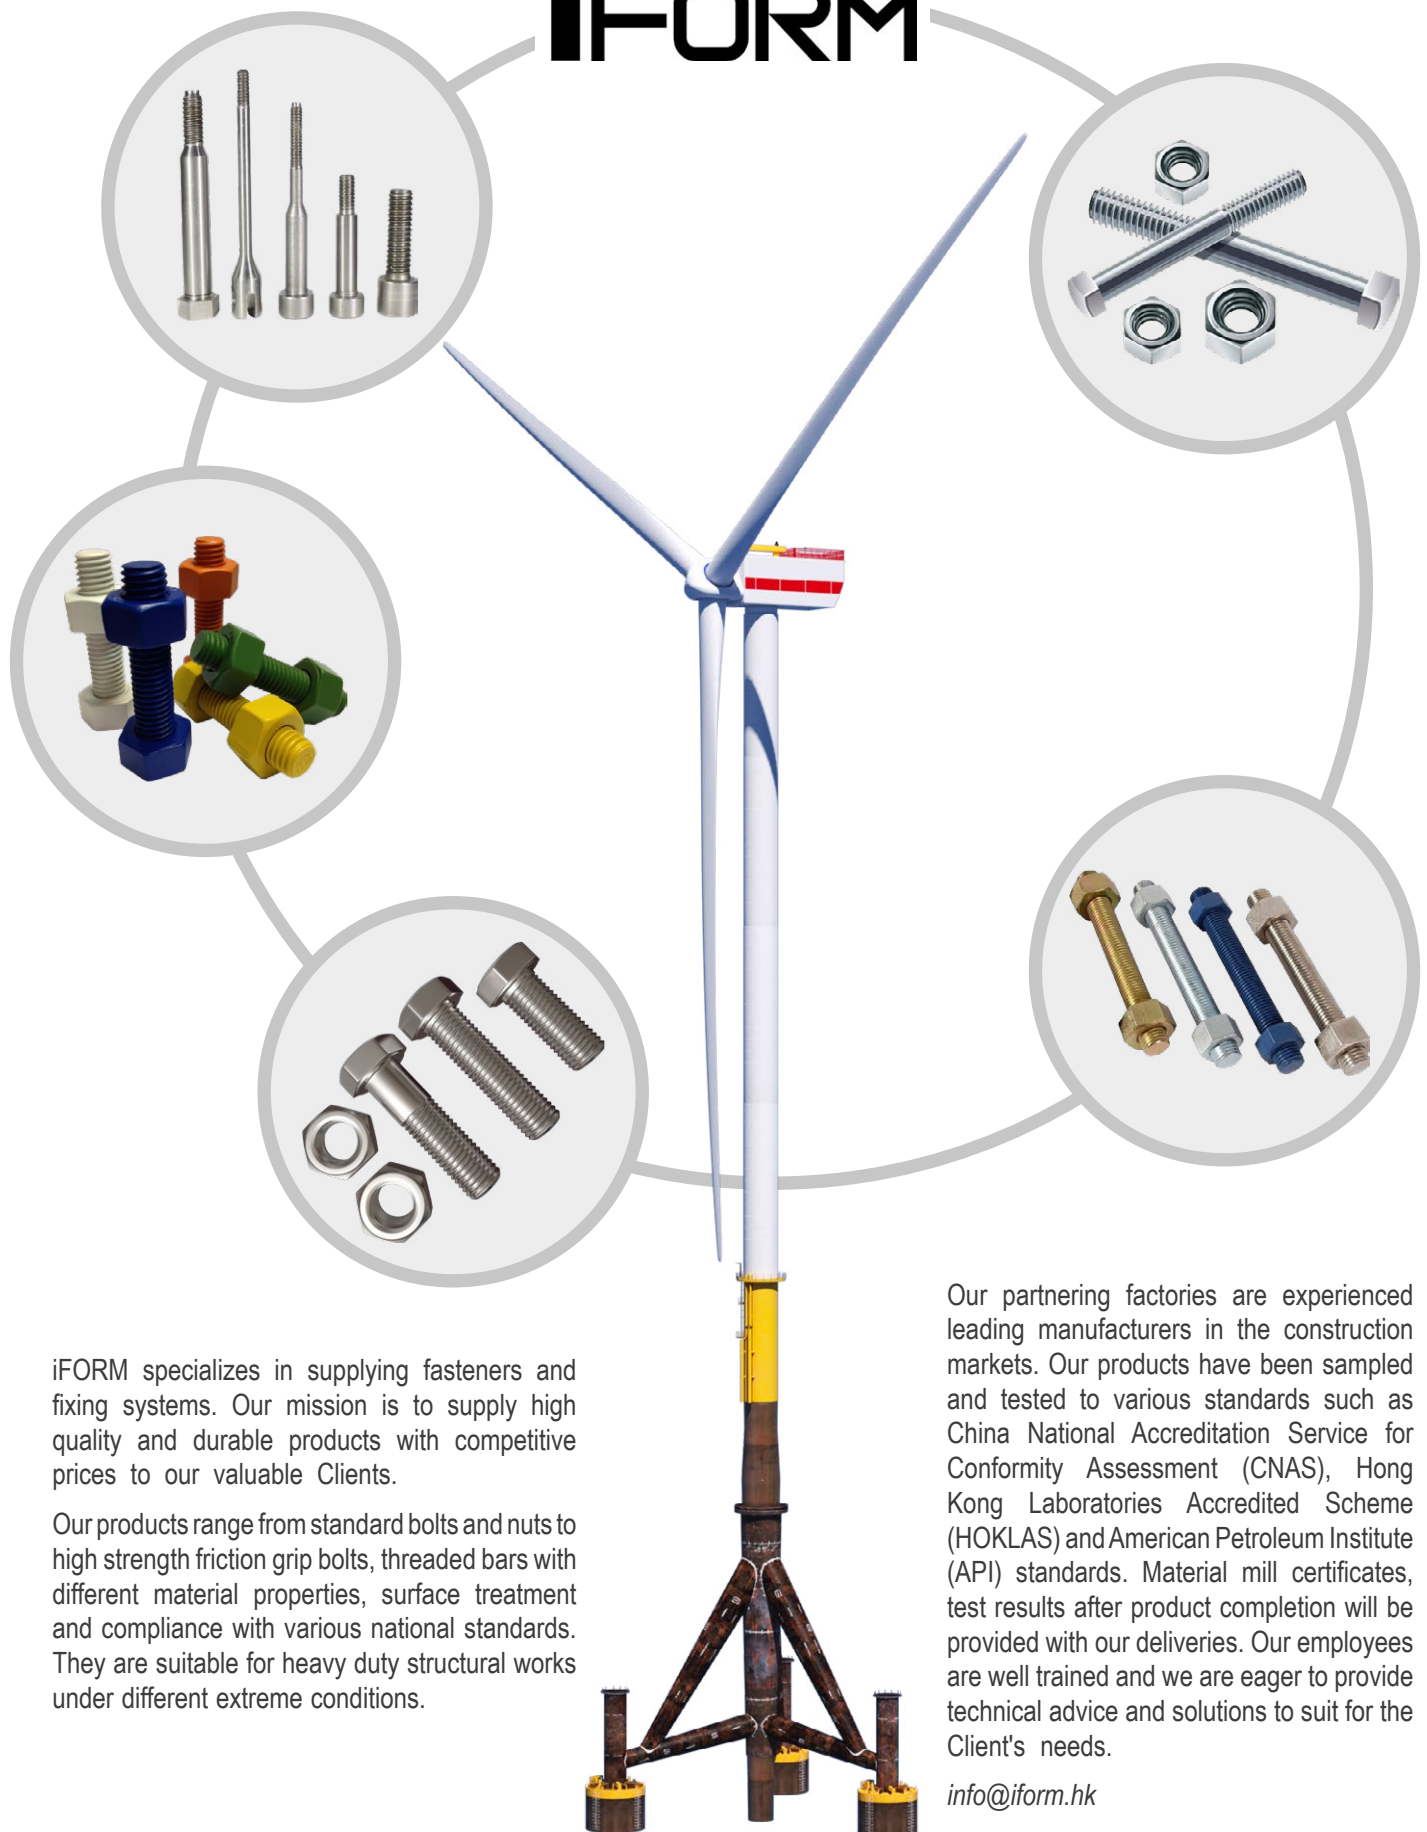 iFORM
iFORM specializes in supplying fasteners and
fixing systems. Our mission is to supply high
quality and durable products with competitive
prices to our valuable Clients.
Our products range from standard bolts and nuts to
high strength friction grip bolts, threaded bars with
different material properties, surface treatment
and compliance with various national standards.
They are suitable for heavy duty structural works
under different extreme conditions.
Our partnering factories are experienced
leading manufacturers in the construction
markets. Our products have been sampled
and tested to various standards such as
China National Accreditation Service for
Conformity Assessment (CNAS), Hong
Kong Laboratories Accredited Scheme
(HOKLAS) and American Petroleum Institute
(API) standards. Material mill certificates,
test results after product completion will be
provided with our deliveries. Our employees
are well trained and we are eager to provide
technical advice and solutions to suit for the
Client's needs.
info@iform.hk